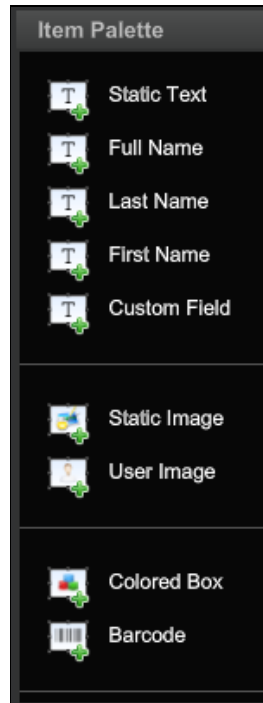 Item Palette
Static Text
Full Name
Last Name
First Name
Custom Field
Static Image
User Image
Colored Box
Barcode